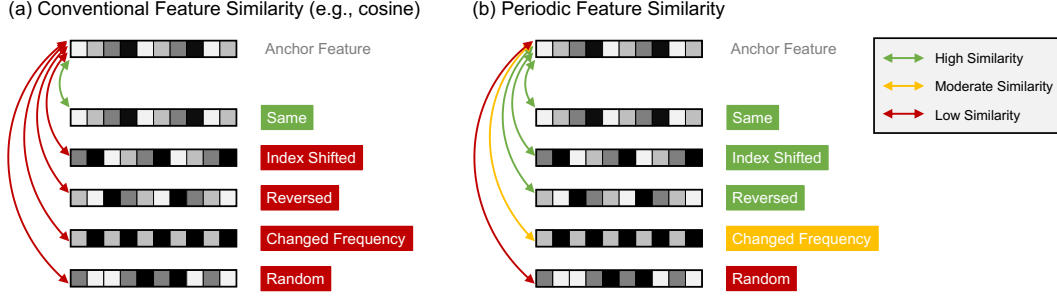 (a) Conventional Feature Similarity (e.g., cosine)
Anchor Feature
Same
Index Shifted
Reversed
Changed Frequency
Random
(b) Periodic Feature Similarity
Anchor Feature
Same
Index Shifted
Reversed
Changed Frequency
Random
High Similarity
Moderate Similarity
Low Similarity